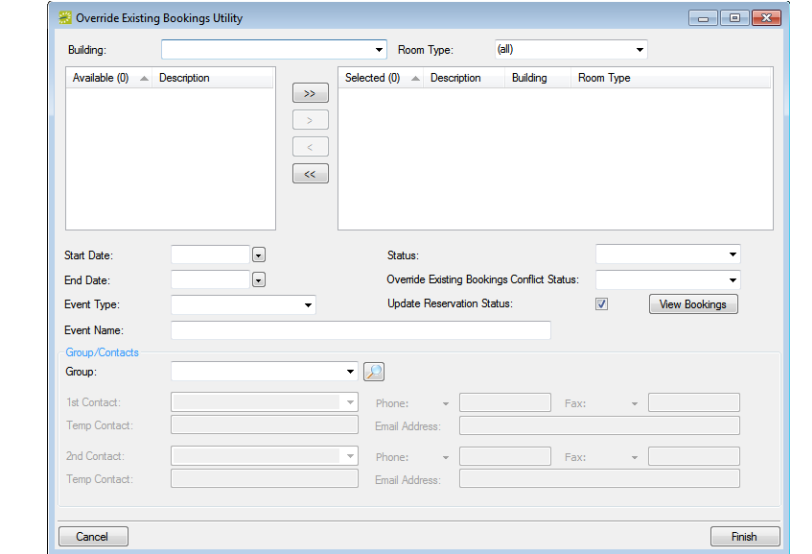 Override Existing Bookings Utility
Building: Room Type: (all)
Available (0) Description Selected (0) Description Building Room Type
>>
>
<
<<
Start Date: Status:
End Date: Override Existing Bookings Conflict Status:
Event Type: Update Reservation Status: View Bookings
Event Name:
Group/Contacts
Group:
1st Contact: Phone: Fax:
Temp Contact: Email Address:
2nd Contact: Phone: Fax:
Temp Contact: Email Address:
Cancel Finish